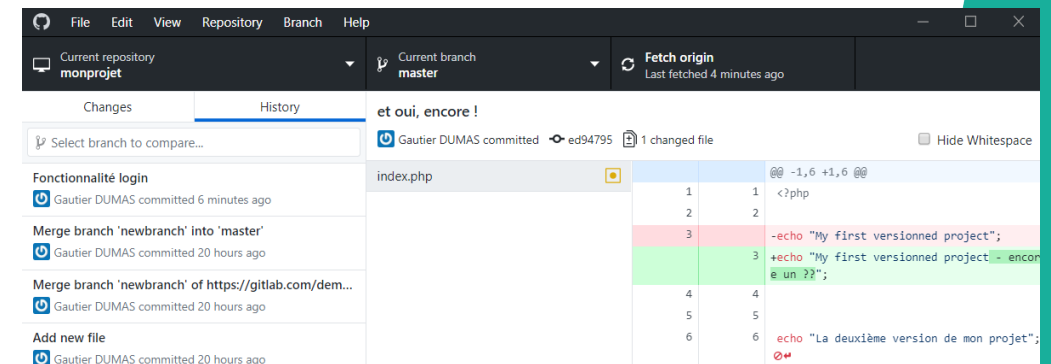 File Edit View Repository Branch Help
Current repository
monprojet
Current branch
master
Fetch origin
Last fetched 4 minutes ago
Changes History
Select branch to compare...
Fonctionnalité login
Gautier DUMAS committed 6 minutes ago
Merge branch 'newbranch' into 'master'
Gautier DUMAS committed 20 hours ago
Merge branch 'newbranch' of https://gitlab.com/dem...
Gautier DUMAS committed 20 hours ago
Add new file
Gautier DUMAS committed 20 hours ago
et oui, encore !
Gautier DUMAS committed ed94795 1 changed file
Hide Whitespace
index.php
@@ -1,6 +1,6 @@
1 1 <?php
2 2
3 -echo "My first versionned project";
3 +echo "My first versionned project - encor
e un ??";
4 4
5 5
6 6 echo "La deuxième version de mon projet";